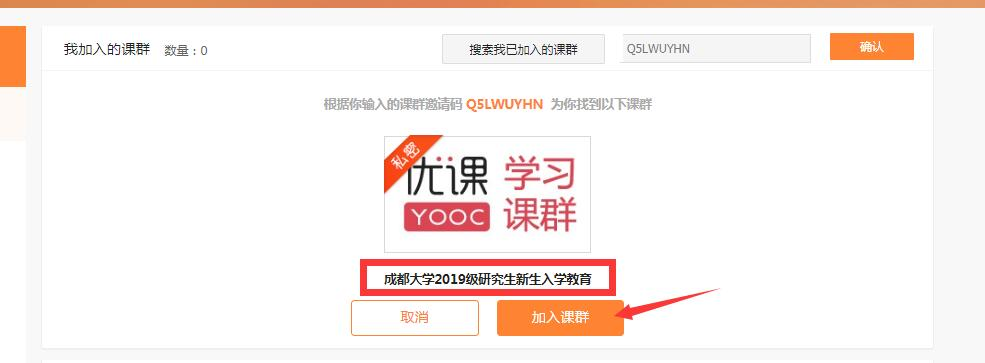 我加入的课群 数量：0 搜索我已加入的课群 Q5LWUYHN 确认
根据你输入的课群邀请码 Q5LWUYHN 为你找到以下课群
私密
优课 学习
YOOC 课群
成都大学2019级研究生新生入学教育
取消 加入课群